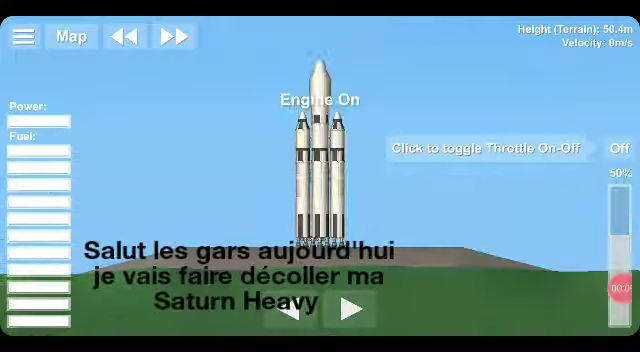 Map
Height (Terrain): 50.4m
Velocity: 0m/s
Engine On
Power:
Fuel:
Click to toggle Throttle On-Off
Off
50%
Salut les gars aujourd'hui
je vais faire décoller ma
Saturn Heavy